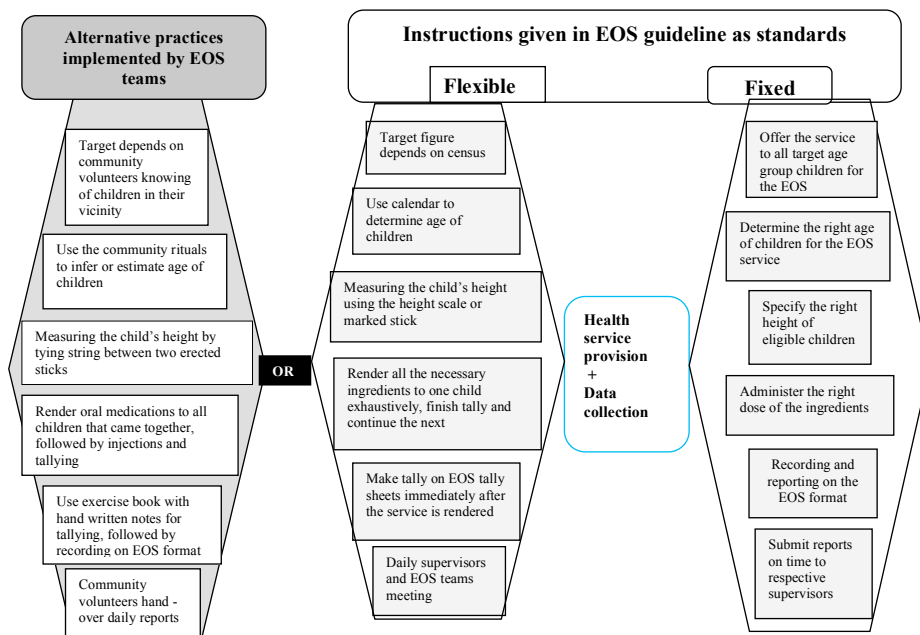 Alternative practices
implemented by EOS
teams
Target depends on
community
volunteers knowing
of children in their
vicinity
Use the community rituals
to infer or estimate age of
children
Measuring the child's height by
tying string between two erected
sticks
Render oral medications to all
children that came together,
followed by injections and
tallying
Use exercise book with
hand written notes for
tallying, followed by
recording on EOS format
Community
volunteers hand -
over daily reports
OR
Instructions given in EOS guideline as standards
Flexible
Target figure
depends on census
Use calendar to
determine age of
children
Measuring the child's height
using the height scale or
marked stick
Render all the necessary
ingredients to one child
exhaustively, finish tally and
continue the next
Make tally on EOS tally
sheets immediately after
the service is rendered
Daily supervisors
and EOS teams
meeting
Health
service
provision
+
Data
collection
Fixed
Offer the service
to all target age
group children for
the EOS
Determine the right age
of children for the EOS
service
Specify the right
height of
eligible children
Administer the right
dose of the ingredients
Recording and
reporting on the
EOS format
Submit reports
on time to
respective
supervisors